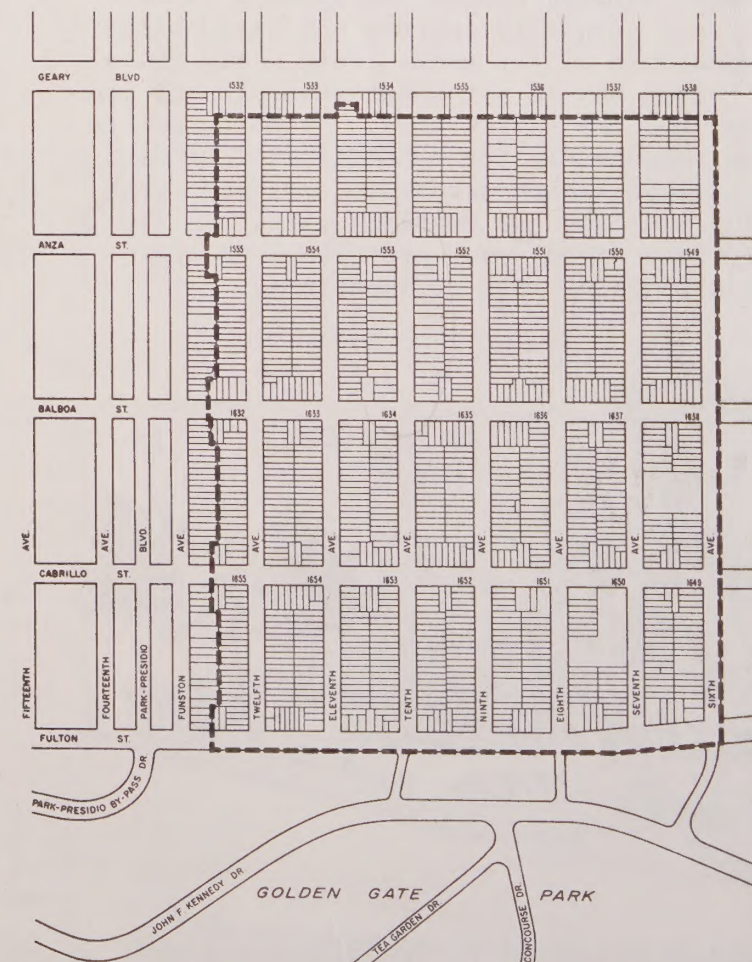 GEARY BLVD.
1532 1533 1534 1535 1536 1537 1538
ANZA ST.
1555 1554 1553 1552 1551 1550 1549
BALBOA ST.
1632 1633 1634 1635 1636 1637 1638
FIFTEENTH AVE.
FOURTEENTH AVE.
PARK-PRESIDIO BLVD.
FUNSTON AVE.
TWELFTH AVE.
ELEVENTH AVE.
TENTH AVE.
NINTH AVE.
EIGHTH AVE.
SEVENTH AVE.
SIXTH AVE.
CABRILLO ST.
1655 1654 1653 1652 1651 1650 1649
FULTON ST.
PARK-PRESIDIO BY-PASS DR
JOHN F. KENNEDY DR
GOLDEN GATE PARK
TEA GARDEN DR
CONCOURSE DR.